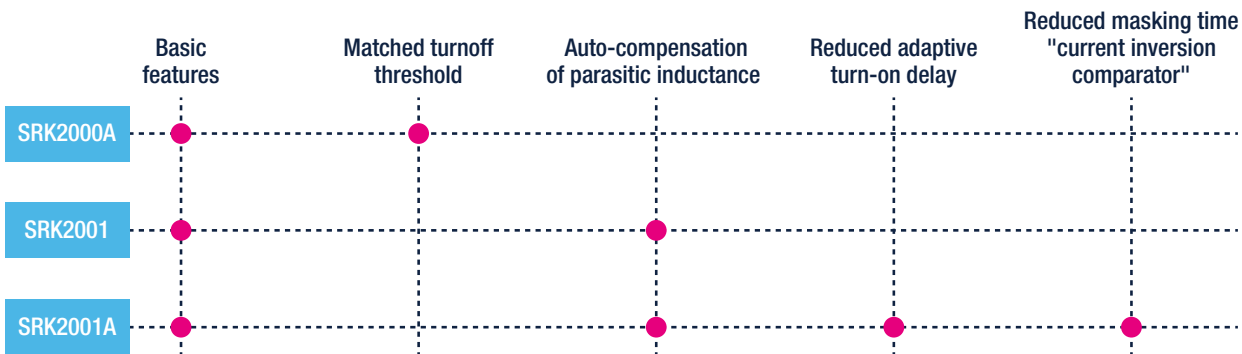 Basic
features
Matched turnoff
threshold
Auto-compensation
of parasitic inductance
Reduced adaptive
turn-on delay
Reduced masking time
"current inversion
comparator"
SRK2000A
SRK2001
SRK2001A